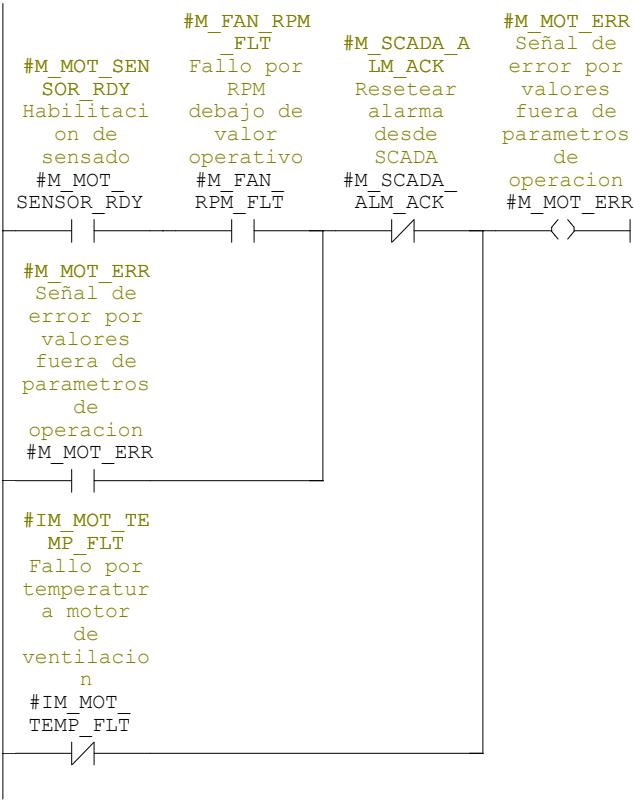 #M_MOT_SEN
SOR_RDY
Habilitaci
on de
sensado
#M_MOT_
SENSOR_RDY
#M_FAN_RPM
_FLT
Fallo por
RPM
debajo de
valor
operativo
#M_FAN_
RPM_FLT
#M_SCADA_A
LM_ACK
Resetear
alarma
desde
SCADA
#M_SCADA_
ALM_ACK
#M_MOT_ERR
Señal de
error por
valores
fuera de
parametros
de
operacion
#M_MOT_ERR
#M_MOT_ERR
Señal de
error por
valores
fuera de
parametros
de
operacion
#M_MOT_ERR
#IM_MOT_TE
MP_FLT
Fallo por
temperatur
a motor
de
ventilacio
n
#IM_MOT_
TEMP_FLT